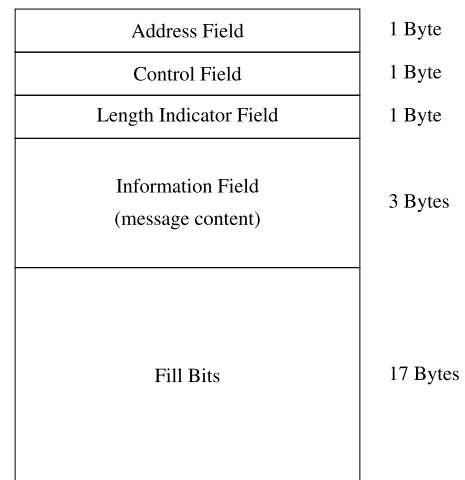 Address Field 1 Byte
Control Field 1 Byte
Length Indicator Field 1 Byte
Information Field
(message content)
3 Bytes
Fill Bits 17 Bytes